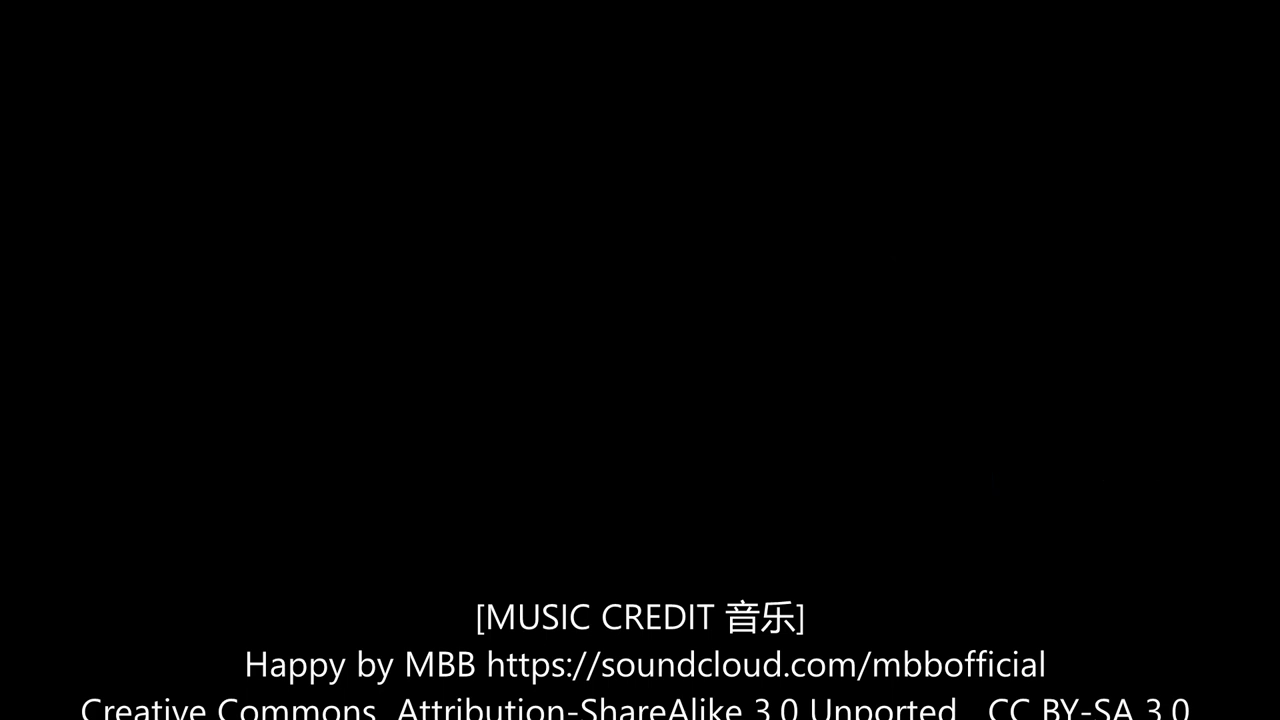 [MUSIC CREDIT 音乐]
Happy by MBB https://soundcloud.com/mbbofficial
Creative Commons  Attribution-ShareAlike 3.0 Unported   CC BY-SA 3.0